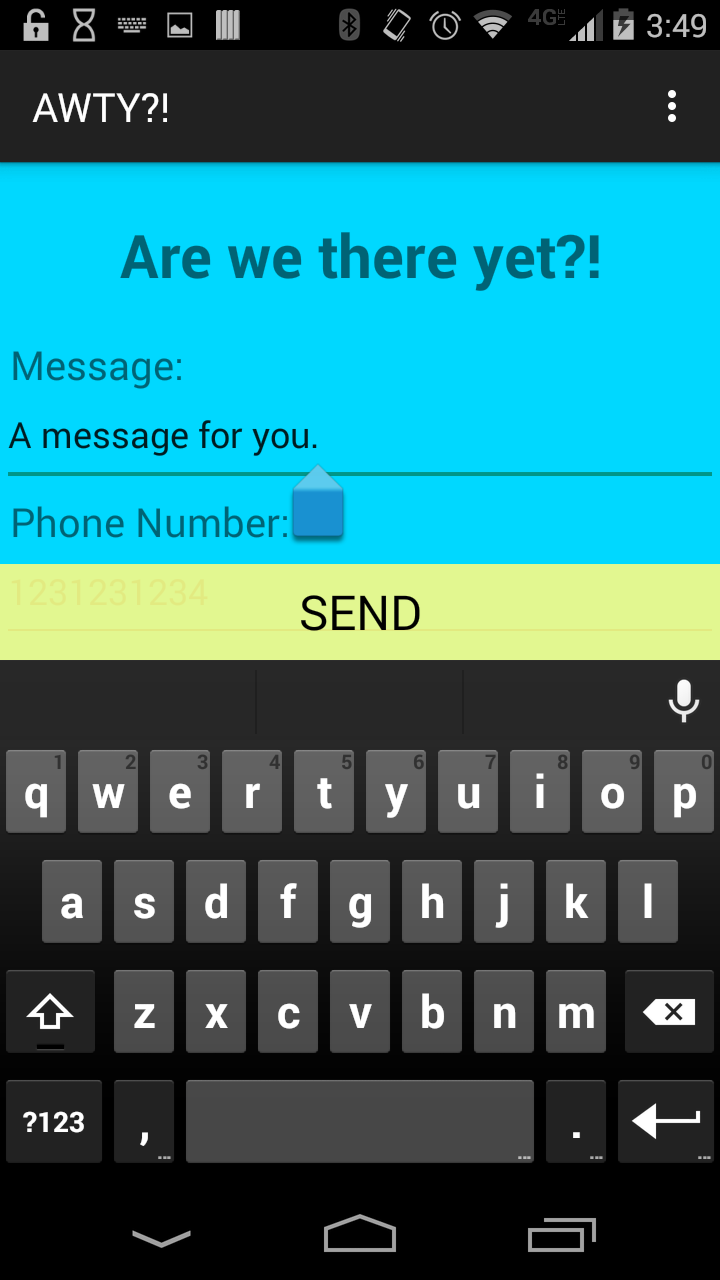 4G LTE 3:49
AWTY?!
Are we there yet?!
Message:
A message for you.
Phone Number:
1231231234
SEND
1 2 3 4 5 6 7 8 9 0
q w e r t y u i o p
a s d f g h j k l
z x c v b n m
?123 , .